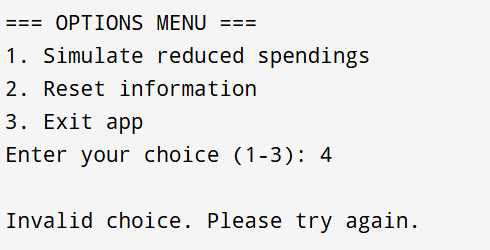 === OPTIONS MENU ===
1. Simulate reduced spendings
2. Reset information
3. Exit app
Enter your choice (1-3): 4
Invalid choice. Please try again.